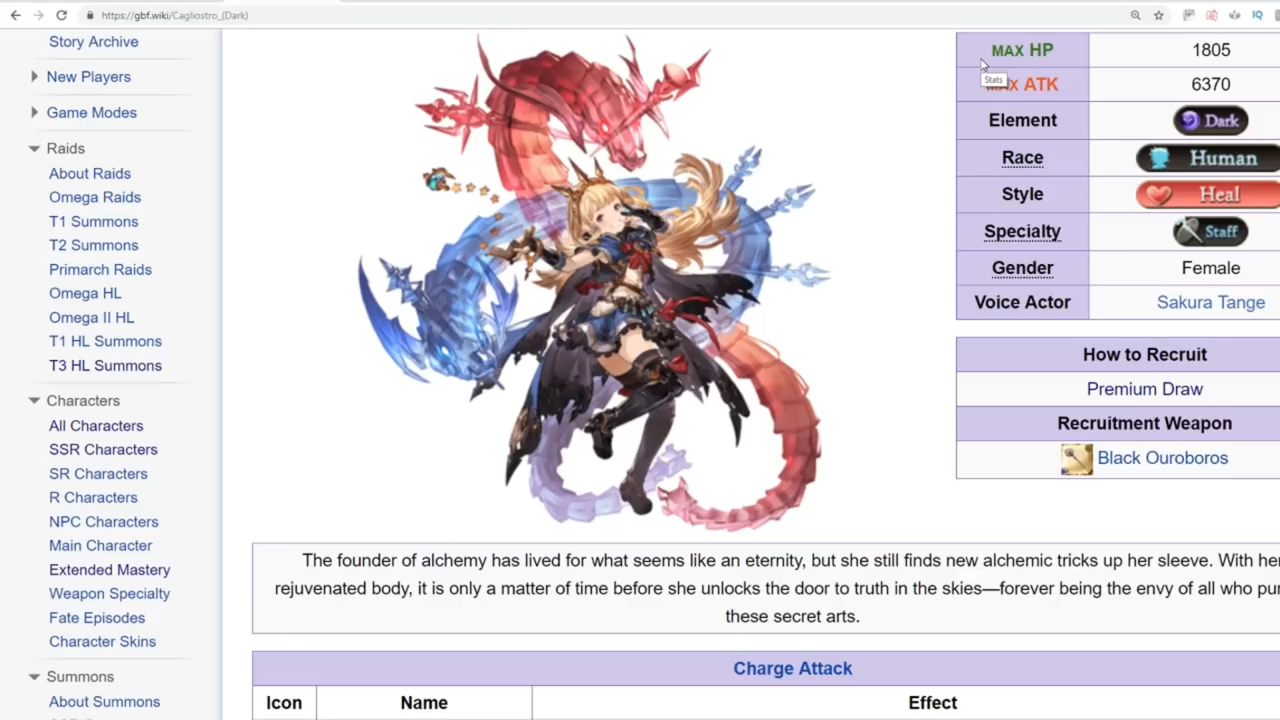 https://gbf.wiki/Cagliostro_(Dark)
IQ
Story Archive
New Players
Game Modes
Raids
About Raids
Omega Raids
T1 Summons
T2 Summons
Primarch Raids
Omega HL
Omega II HL
T1 HL Summons
T3 HL Summons
Characters
All Characters
SSR Characters
SR Characters
R Characters
NPC Characters
Main Character
Extended Mastery
Weapon Specialty
Fate Episodes
Character Skins
Summons
About Summons
MAX HP 1805
Stats
MAX ATK 6370
Element Dark
Race Human
Style Heal
Specialty Staff
Gender Female
Voice Actor Sakura Tange
How to Recruit
Premium Draw
Recruitment Weapon
Black Ouroboros
The founder of alchemy has lived for what seems like an eternity, but she still finds new alchemic tricks up her sleeve. With
rejuvenated body, it is only a matter of time before she unlocks the door to truth in the skies—forever being the envy of all who
these secret arts.
Charge Attack
Icon Name Effect